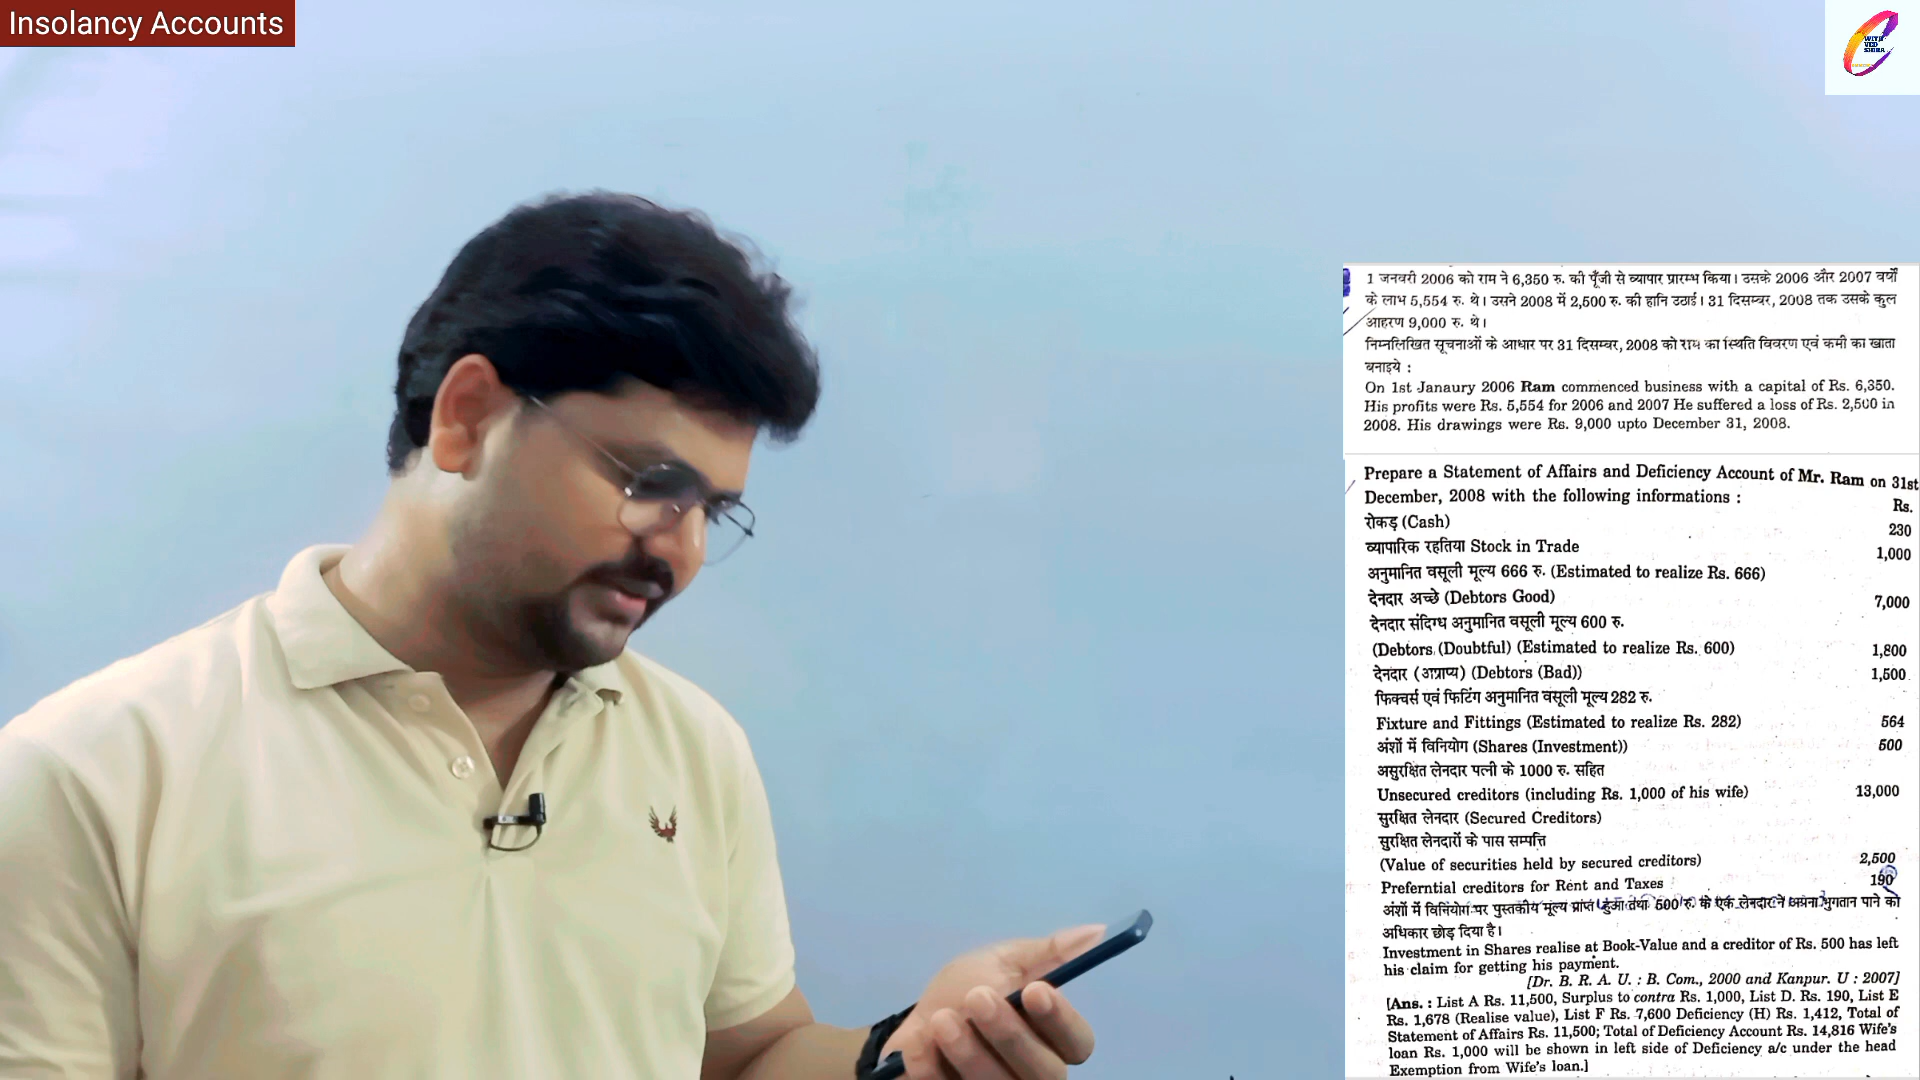 Insolancy Accounts
WITH
VED
1 जनवरी 2006 को राम ने 6,350 रु. की पूँजी से व्यापार प्रारम्भ किया। उसके 2006 और 2007 वर्षों
के लाभ 5,554 रु. थे। उसने 2008 में 2,500 रु. की हानि उठाई। 31 दिसम्बर, 2008 तक उसके कुल
आहरण 9,000 रु. थे।
निम्नलिखित सूचनाओं के आधार पर 31 दिसम्बर, 2008 को राम का स्थिति विवरण एवं कमी का खाता
बनाइये :
On 1st Janaury 2006 Ram commenced business with a capital of Rs. 6,350.
His profits were Rs. 5,554 for 2006 and 2007 He suffered a loss of Rs. 2,500 in
2008. His drawings were Rs. 9,000 upto December 31, 2008.
Prepare a Statement of Affairs and Deficiency Account of Mr. Ram on 31st
December, 2008 with the following informations :
Rs.
रोकड़ (Cash) 230
व्यापारिक रहतिया Stock in Trade 1,000
अनुमानित वसूली मूल्य 666 रु. (Estimated to realize Rs. 666)
देनदार अच्छे (Debtors Good) 7,000
देनदार संदिग्ध अनुमानित वसूली मूल्य 600 रु.
(Debtors (Doubtful) (Estimated to realize Rs. 600) 1,800
देनदार (अप्राप्य) (Debtors (Bad)) 1,500
फिक्चर्स एवं फिटिंग अनुमानित वसूली मूल्य 282 रु.
Fixture and Fittings (Estimated to realize Rs. 282) 564
अंशों में विनियोग (Shares (Investment)) 500
असुरक्षित लेनदार पत्नी के 1000 रु. सहित
Unsecured creditors (including Rs. 1,000 of his wife) 13,000
सुरक्षित लेनदार (Secured Creditors)
सुरक्षित लेनदारों के पास सम्पत्ति
(Value of securities held by secured creditors) 2,500
Preferntial creditors for Rent and Taxes 190
अंशों में विनियोग पर पुस्तकीय मूल्य प्राप्त हुआ तथा 500 रु. के एक लेनदार ने अपना भुगतान पाने का
अधिकार छोड़ दिया है।
Investment in Shares realise at Book-Value and a creditor of Rs. 500 has left
his claim for getting his payment.
[Dr. B. R. A. U. : B. Com., 2000 and Kanpur. U : 2007]
[Ans. : List A Rs. 11,500, Surplus to contra Rs. 1,000, List D. Rs. 190, List E
Rs. 1,678 (Realise value), List F Rs. 7,600 Deficiency (H) Rs. 1,412, Total of
Statement of Affairs Rs. 11,500; Total of Deficiency Account Rs. 14,816 Wife's
loan Rs. 1,000 will be shown in left side of Deficiency a/c under the head
Exemption from Wife's loan.]